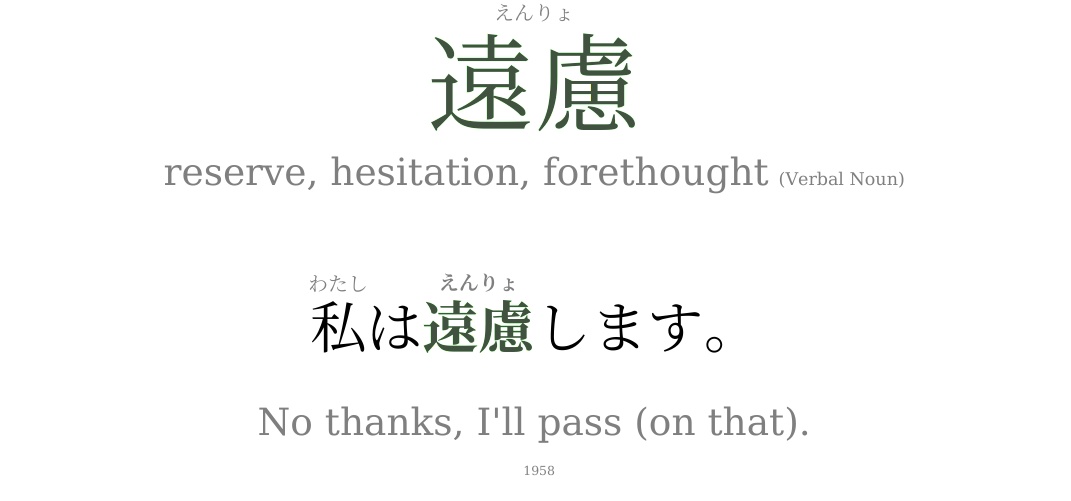 えんりょ
遠慮
reserve, hesitation, forethought (Verbal Noun)
わたし えんりょ
私は遠慮します。
No thanks, I'll pass (on that).
1958